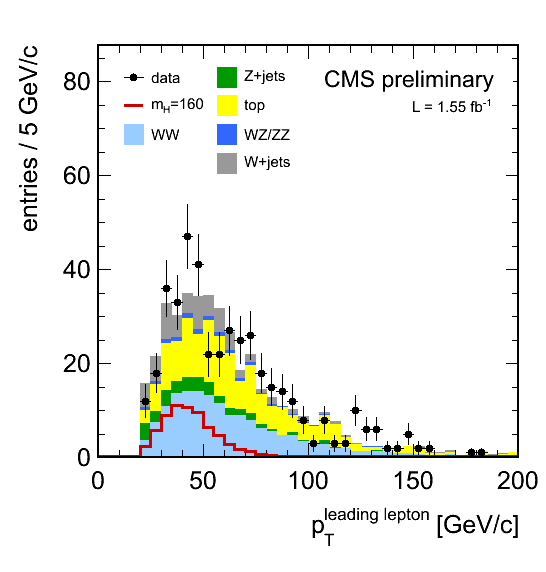 entries / 5 GeV/c
80
60
40
20
0
data
m_H=160
WW
Z+jets
top
WZ/ZZ
W+jets
CMS preliminary
L = 1.55 fb⁻¹
0 50 100 150 200
p_T^leading lepton [GeV/c]